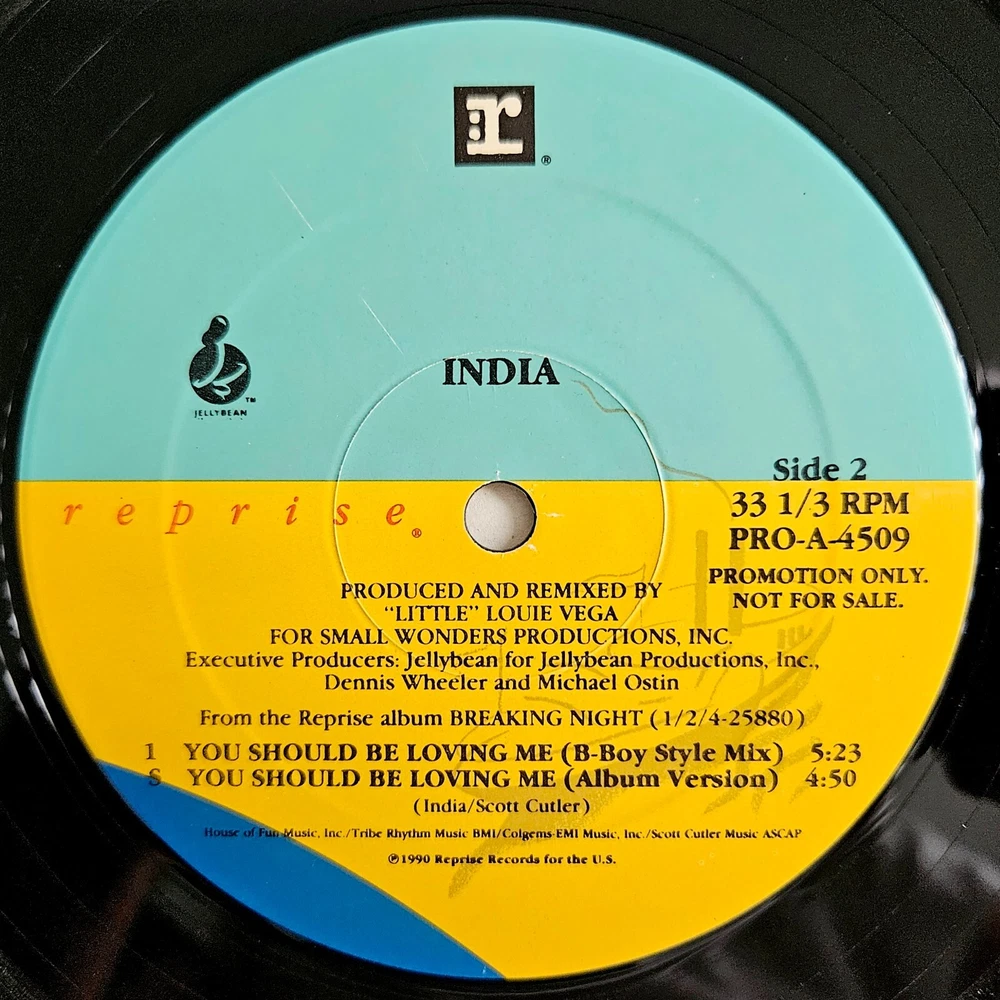 r®
INDIA
JELLYBEAN™
Side 2
reprise®
33 1/3 RPM
PRO-A-4509
PROMOTION ONLY.
NOT FOR SALE.
PRODUCED AND REMIXED BY
“LITTLE” LOUIE VEGA
FOR SMALL WONDERS PRODUCTIONS, INC.
Executive Producers: Jellybean for Jellybean Productions, Inc.,
Dennis Wheeler and Michael Ostin
From the Reprise album BREAKING NIGHT (1/2/4-25880)
1 YOU SHOULD BE LOVING ME (B-Boy Style Mix) 5:23
S YOU SHOULD BE LOVING ME (Album Version) 4:50
(India/Scott Cutler)
House of Fun Music, Inc./Tribe Rhythm Music BMI/Colgems-EMI Music, Inc./Scott Cutler Music ASCAP
℗1990 Reprise Records for the U.S.